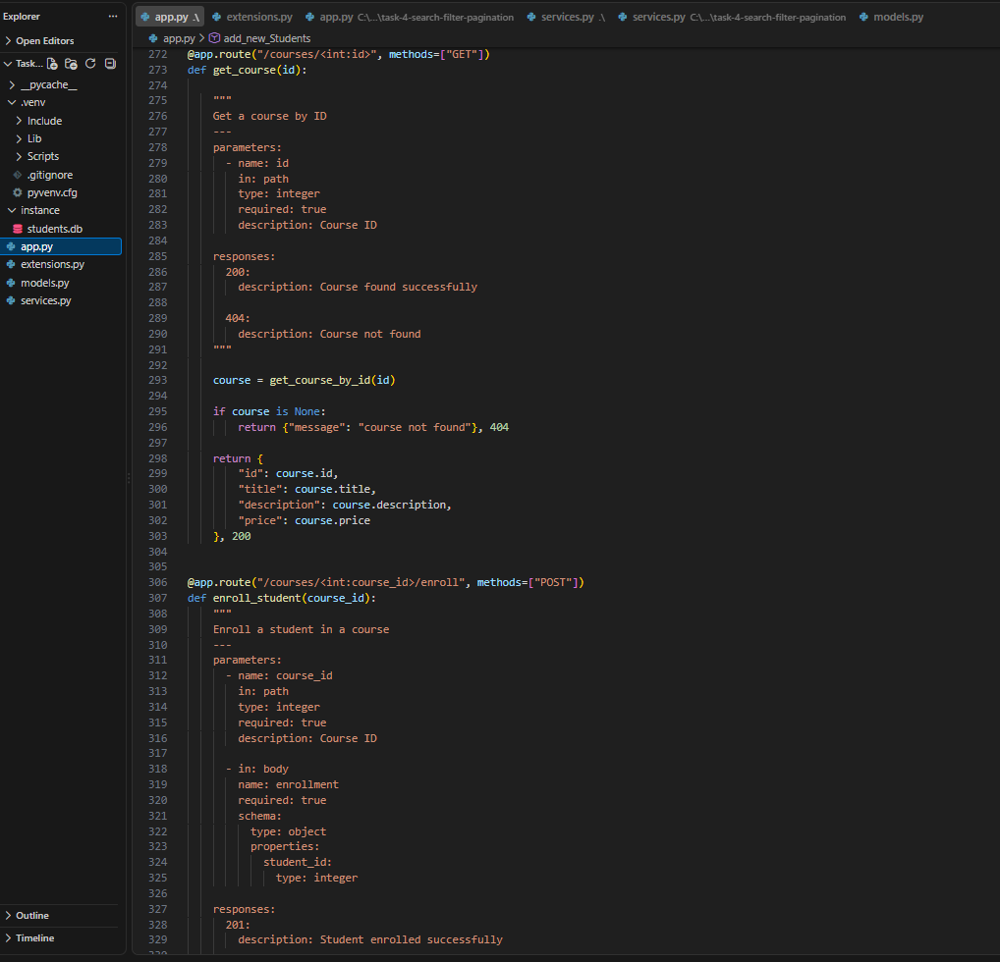 Explorer
Open Editors
Task...
__pycache__
.venv
Include
Lib
Scripts
.gitignore
pyvenv.cfg
instance
students.db
app.py
extensions.py
models.py
services.py
Outline
Timeline
app.py .\
extensions.py
app.py C:\...\task-4-search-filter-pagination
services.py .\
services.py C:\...\task-4-search-filter-pagination
models.py
app.py > add_new_Students
272 @app.route("/courses/<int:id>", methods=["GET"])
273 def get_course(id):
274
275 """
276 Get a course by ID
277 ---
278 parameters:
279 - name: id
280 in: path
281 type: integer
282 required: true
283 description: Course ID
284
285 responses:
286 200:
287 description: Course found successfully
288
289 404:
290 description: Course not found
291 """
292
293 course = get_course_by_id(id)
294
295 if course is None:
296 return {"message": "course not found"}, 404
297
298 return {
299 "id": course.id,
300 "title": course.title,
301 "description": course.description,
302 "price": course.price
303 }, 200
304
305
306 @app.route("/courses/<int:course_id>/enroll", methods=["POST"])
307 def enroll_student(course_id):
308 """
309 Enroll a student in a course
310 ---
311 parameters:
312 - name: course_id
313 in: path
314 type: integer
315 required: true
316 description: Course ID
317
318 - in: body
319 name: enrollment
320 required: true
321 schema:
322 type: object
323 properties:
324 student_id:
325 type: integer
326
327 responses:
328 201:
329 description: Student enrolled successfully